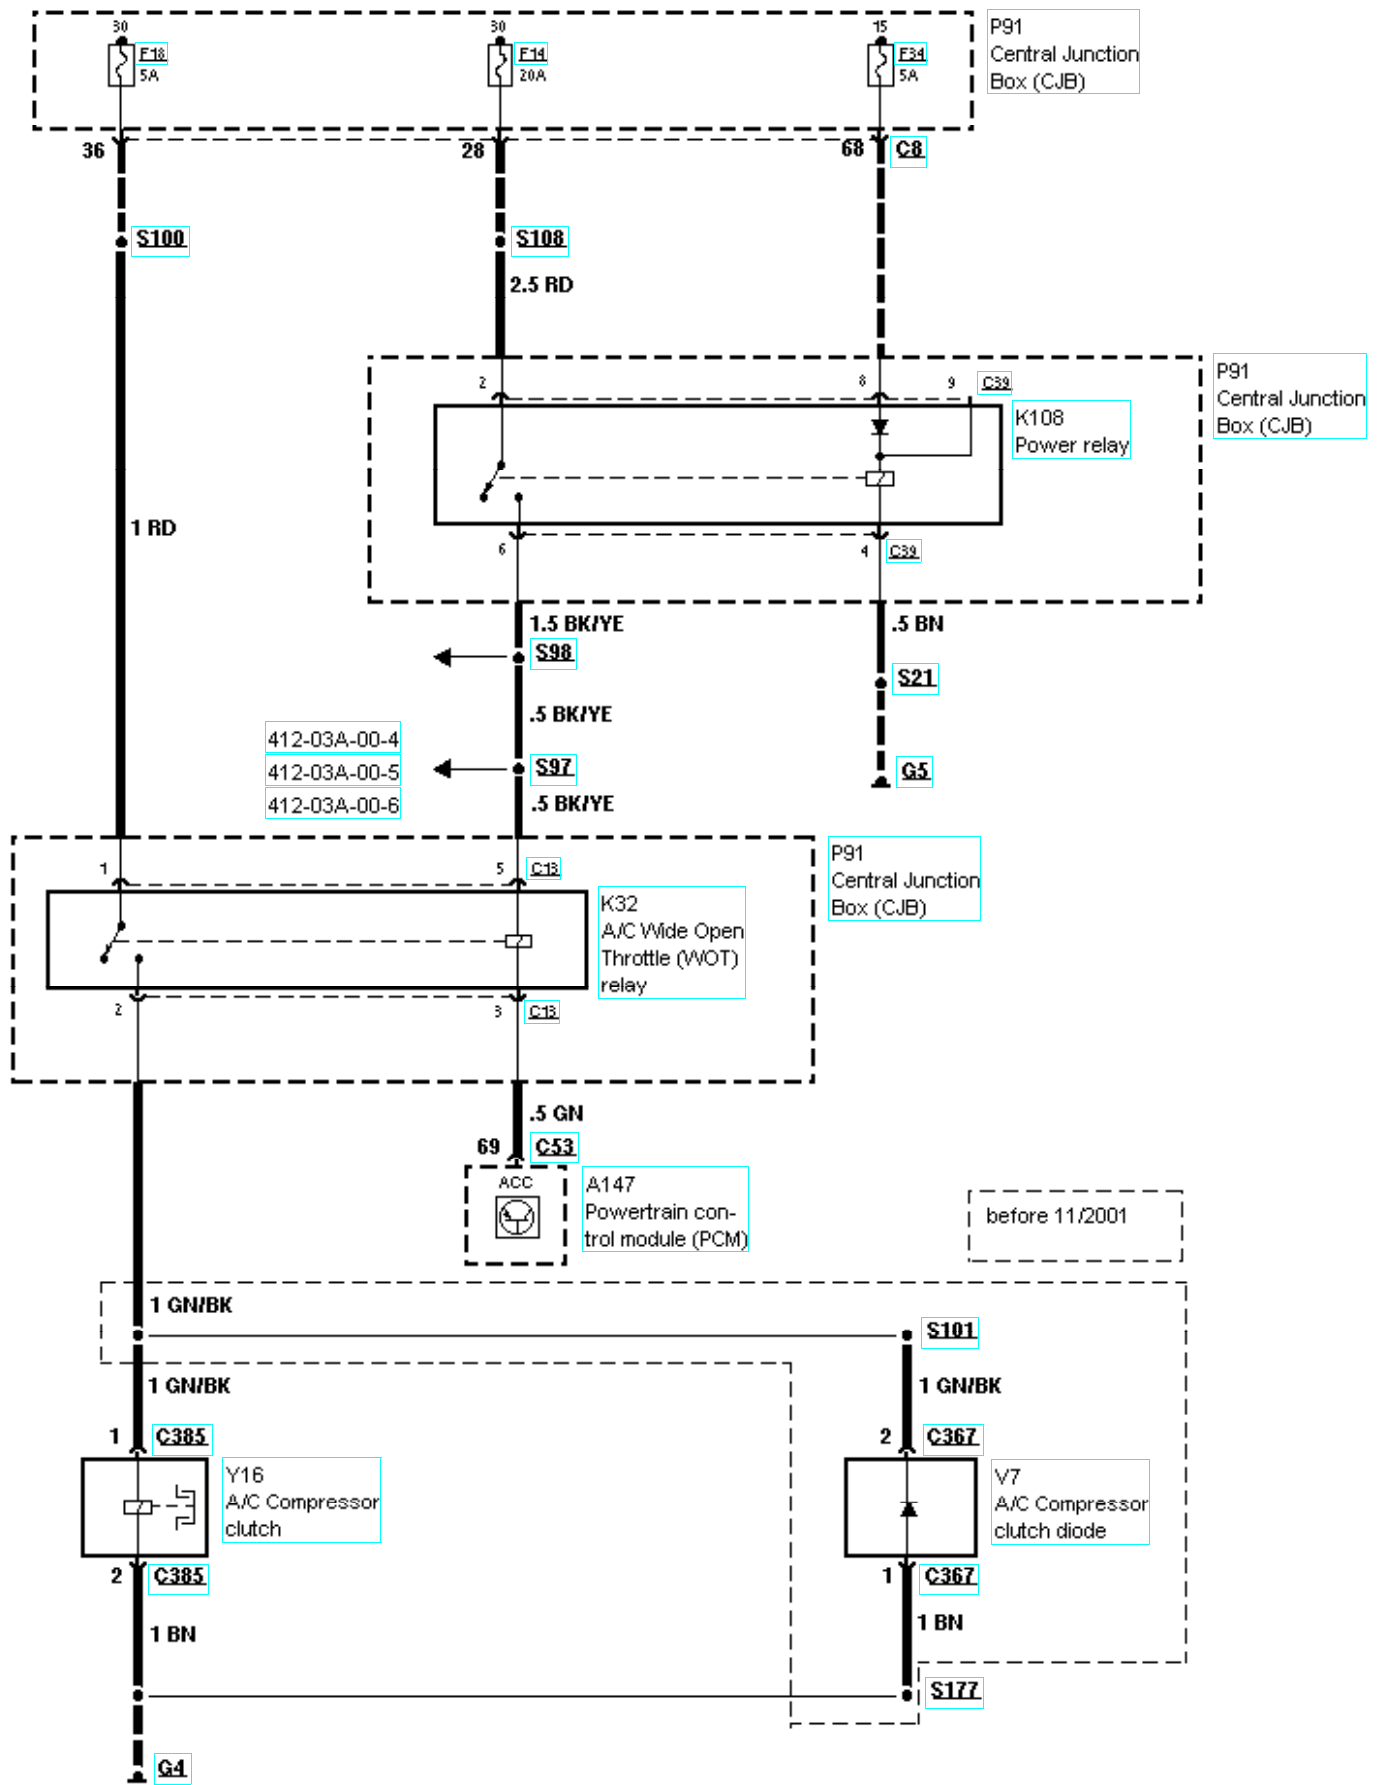 30
30
15
P91
Central Junction
Box (CJB)
F18
5A
F14
20A
F34
5A
36
28
68
C8
S100
S108
2.5 RD
P91
Central Junction
Box (CJB)
2
8
9
C39
K108
Power relay
1 RD
6
4
C39
1.5 BK/YE
.5 BN
S98
S21
.5 BK/YE
412-03A-00-4
412-03A-00-5
412-03A-00-6
S97
G5
.5 BK/YE
P91
Central Junction
Box (CJB)
1
5
C13
K32
A/C Wide Open
Throttle (WOT)
relay
2
3
C13
.5 GN
69
C53
ACC
A147
Powertrain con-
trol module (PCM)
before 11/2001
1 GN/BK
S101
1 GN/BK
1 GN/BK
1
C385
2
C367
Y16
A/C Compressor
clutch
V7
A/C Compressor
clutch diode
2
C385
1
C367
1 BN
1 BN
S177
G4